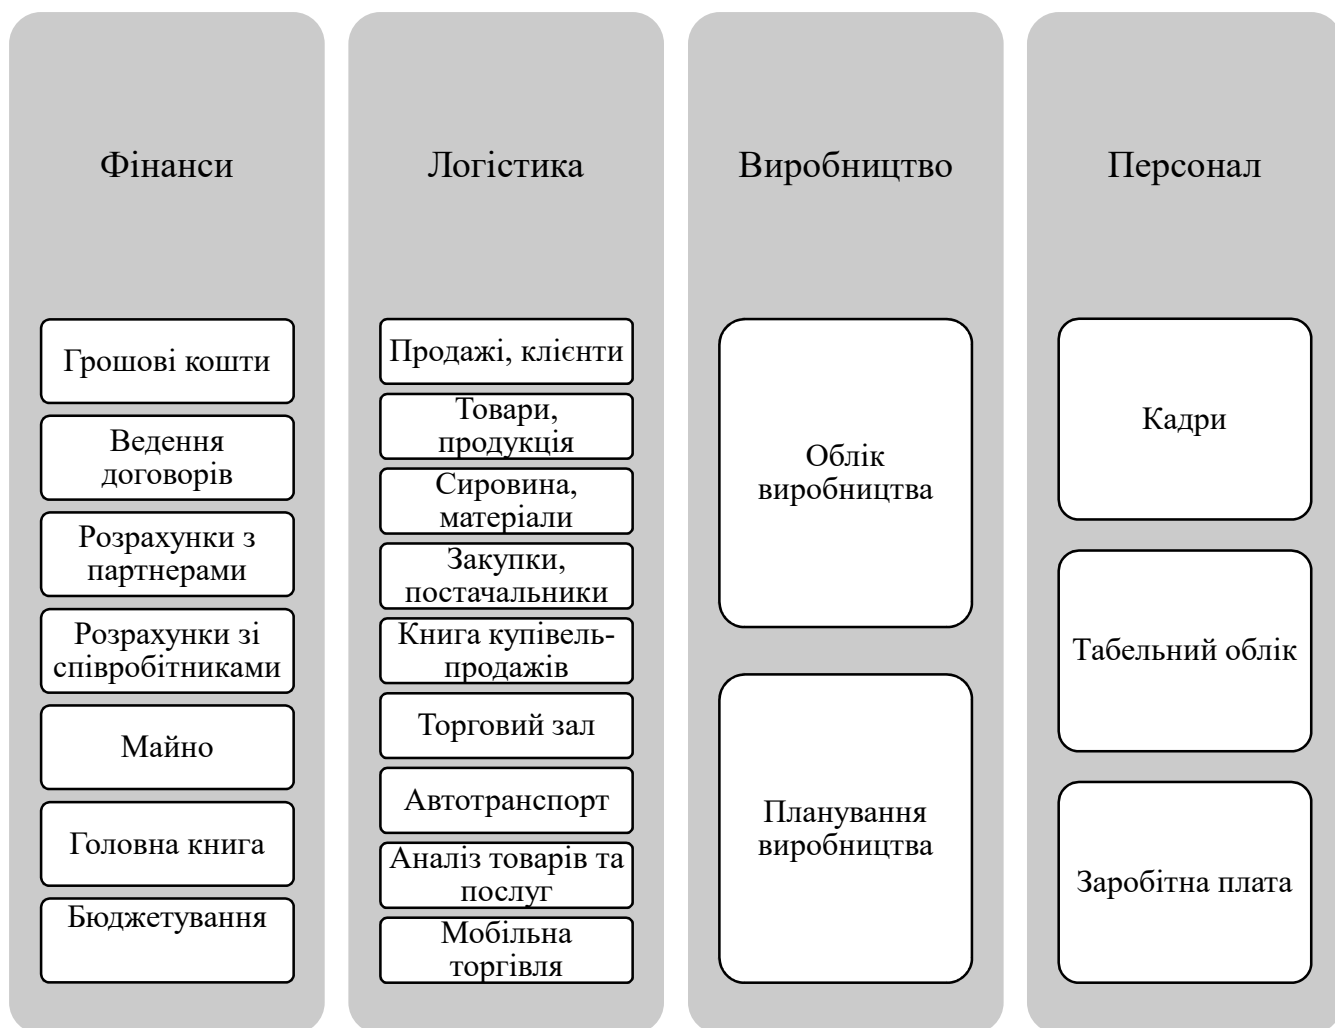 Фінанси
Грошові кошти
Ведення
договорів
Розрахунки з
партнерами
Розрахунки зі
співробітниками
Майно
Головна книга
Бюджетування
Логістика
Продажі, клієнти
Товари,
продукція
Сировина,
матеріали
Закупки,
постачальники
Книга купівель-
продажів
Торговий зал
Автотранспорт
Аналіз товарів та
послуг
Мобільна
торгівля
Виробництво
Облік
виробництва
Планування
виробництва
Персонал
Кадри
Табельний облік
Заробітна плата